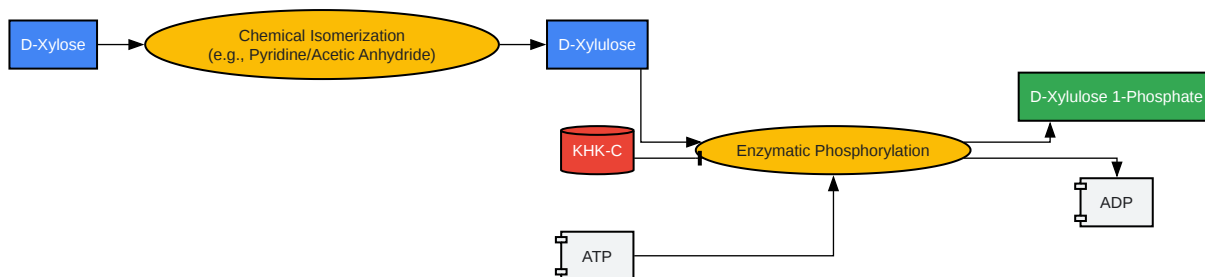 D-Xylose
Chemical Isomerization
(e.g., Pyridine/Acetic Anhydride)
D-Xylulose
D-Xylulose 1-Phosphate
KHK-C
Enzymatic Phosphorylation
ADP
ATP